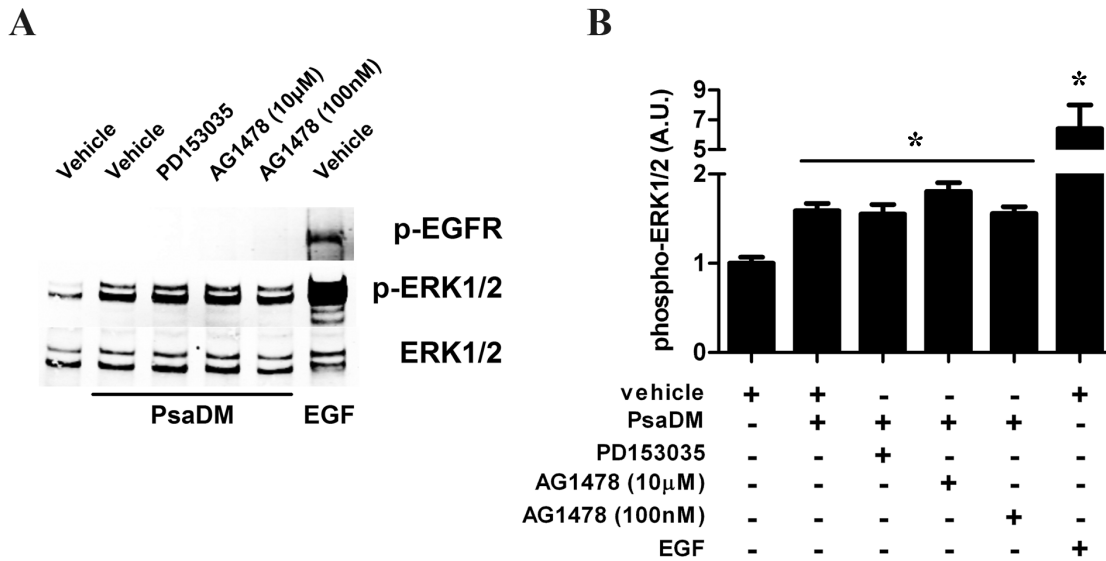 A
B
Vehicle
Vehicle
PD153035
AG1478 (10µM)
AG1478 (100nM)
Vehicle
p-EGFR
p-ERK1/2
ERK1/2
PsaDM
EGF
phospho-ERK1/2 (A.U.)
9
7
5
2
1
0
*
*
vehicle + + - - - +
PsaDM - + + + + -
PD153035 - - + - - -
AG1478 (10μM) - - - + - -
AG1478 (100nM) - - - - + -
EGF - - - - - +